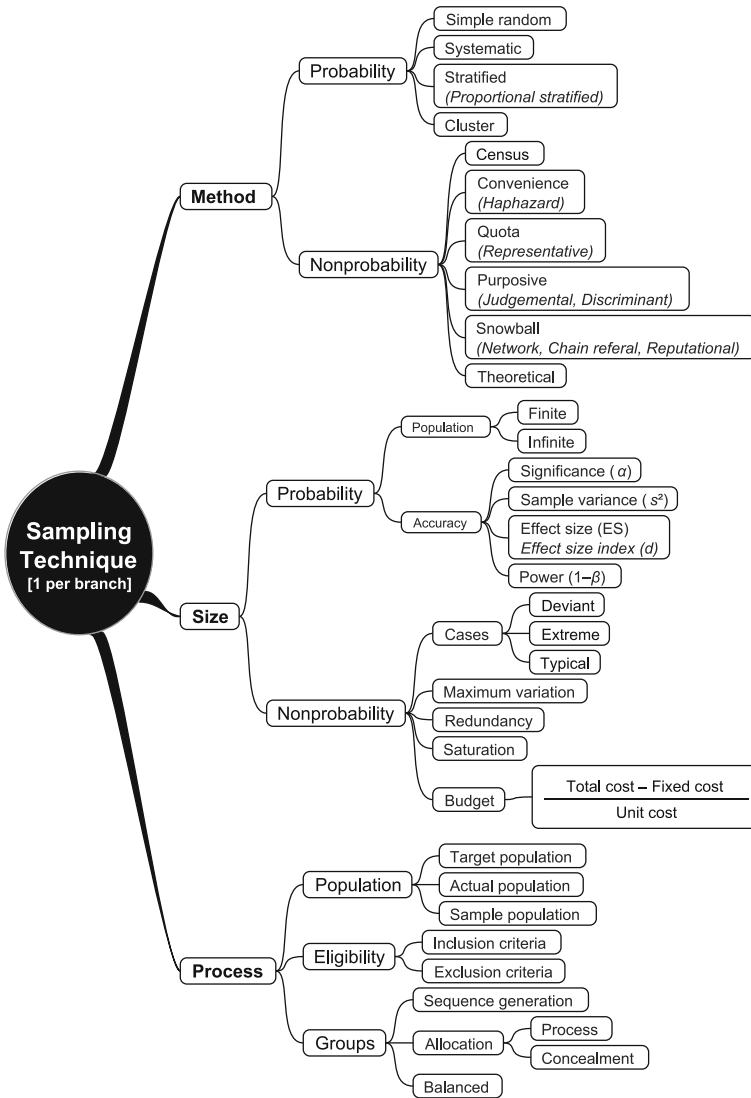 Sampling
Technique
[1 per branch]
Method
Probability
Simple random
Systematic
Stratified
(Proportional stratified)
Cluster
Nonprobability
Census
Convenience
(Haphazard)
Quota
(Representative)
Purposive
(Judgemental, Discriminant)
Snowball
(Network, Chain referal, Reputational)
Theoretical
Size
Probability
Population
Finite
Infinite
Accuracy
Significance (α)
Sample variance (s²)
Effect size (ES)
Effect size index (d)
Power (1–β)
Nonprobability
Cases
Deviant
Extreme
Typical
Maximum variation
Redundancy
Saturation
Budget
Total cost – Fixed cost
Unit cost
Process
Population
Target population
Actual population
Sample population
Eligibility
Inclusion criteria
Exclusion criteria
Groups
Sequence generation
Allocation
Process
Concealment
Balanced